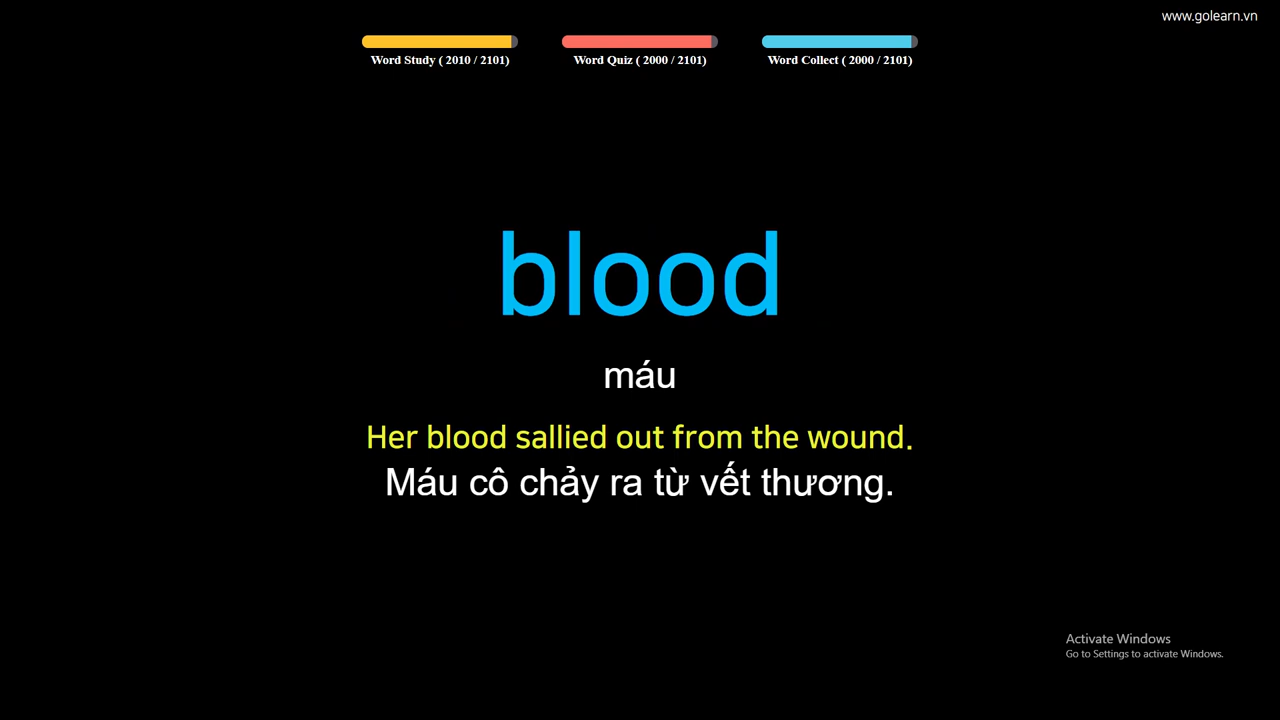 www.golearn.vn
Word Study ( 2010 / 2101)
Word Quiz ( 2000 / 2101)
Word Collect ( 2000 / 2101)
blood
máu
Her blood sallied out from the wound.
Máu cô chảy ra từ vết thương.
Activate Windows
Go to Settings to activate Windows.